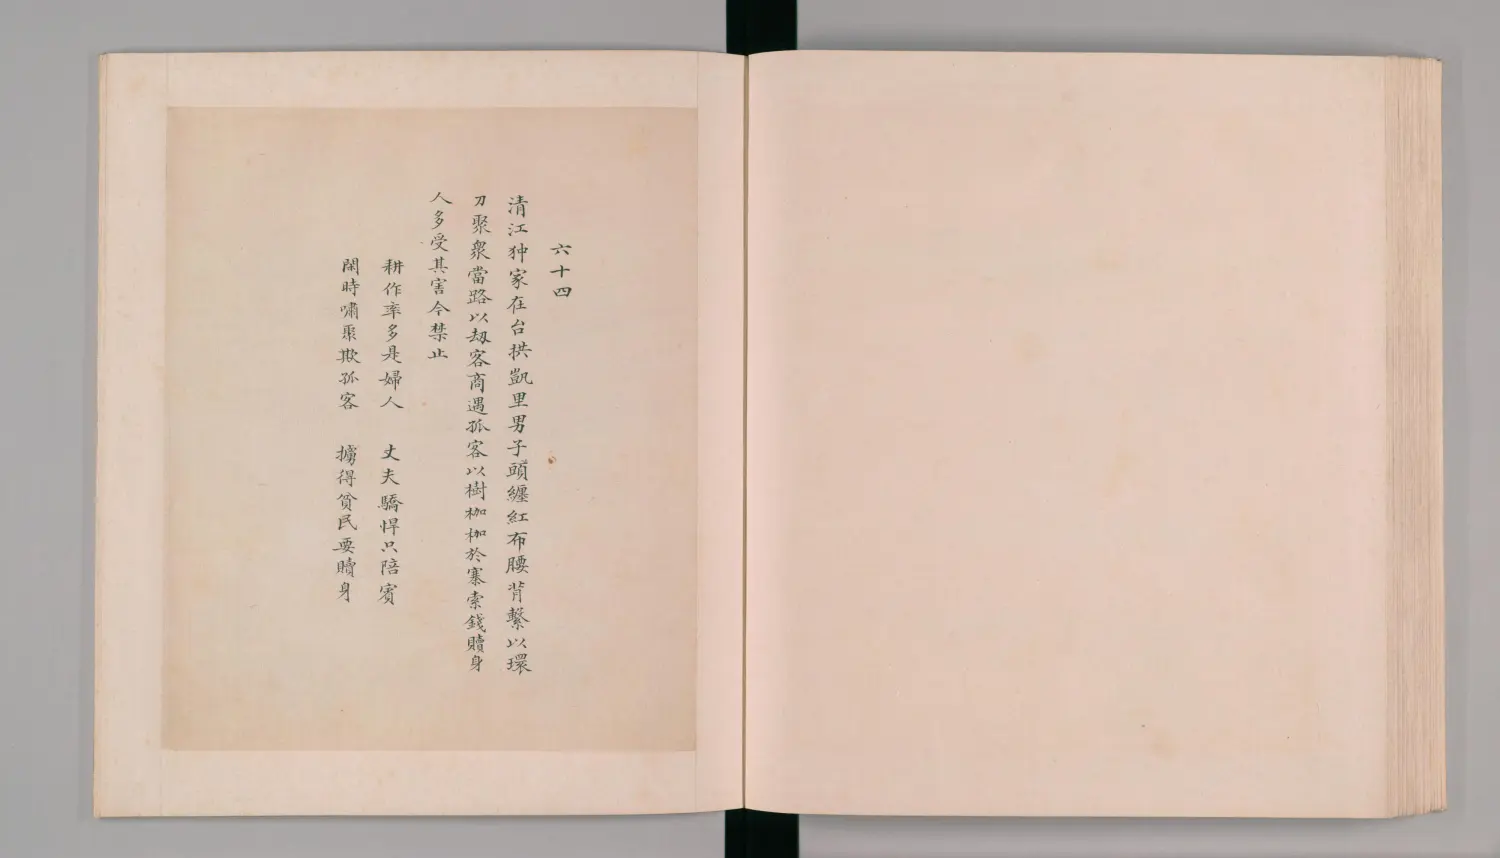 六十四
清江狆家在台拱凱里男子頭纏紅布腰背繫以環
刀聚衆當路以刼客商遇孤客以樹枷枷於寨索錢贖身
人多受其害今禁止
耕作率多是婦人 丈夫驕悍只陪賓
閑時嘯聚欺孤客 擄得貧民要贖身